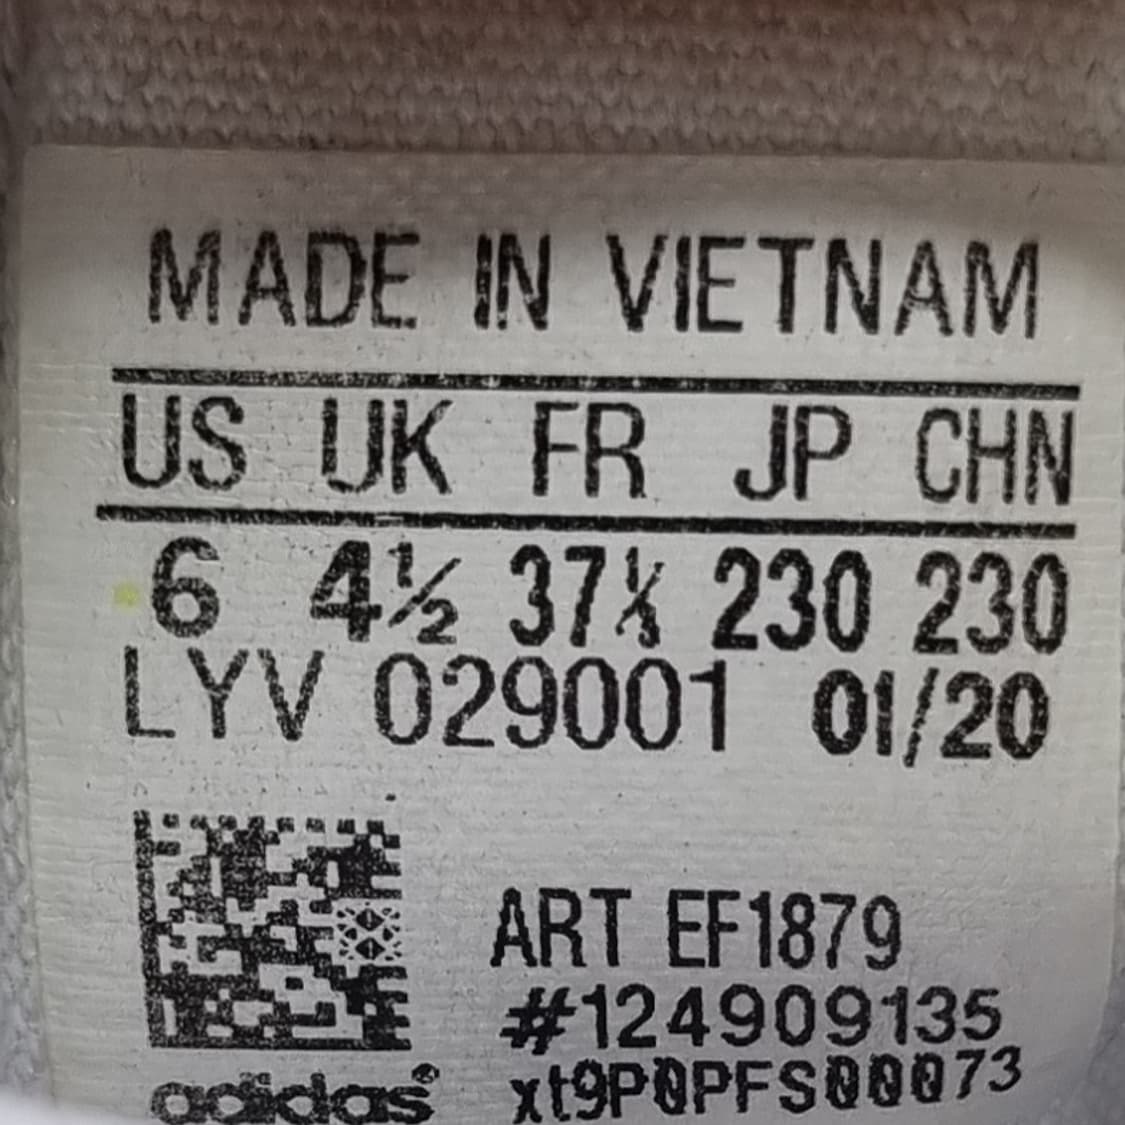 MADE IN VIETNAM
US UK FR JP CHN
6 4½ 37⅓ 230 230
LYV 029001 01/20
ART EF1879
#124909135
adidas® xt9P0PFS00073